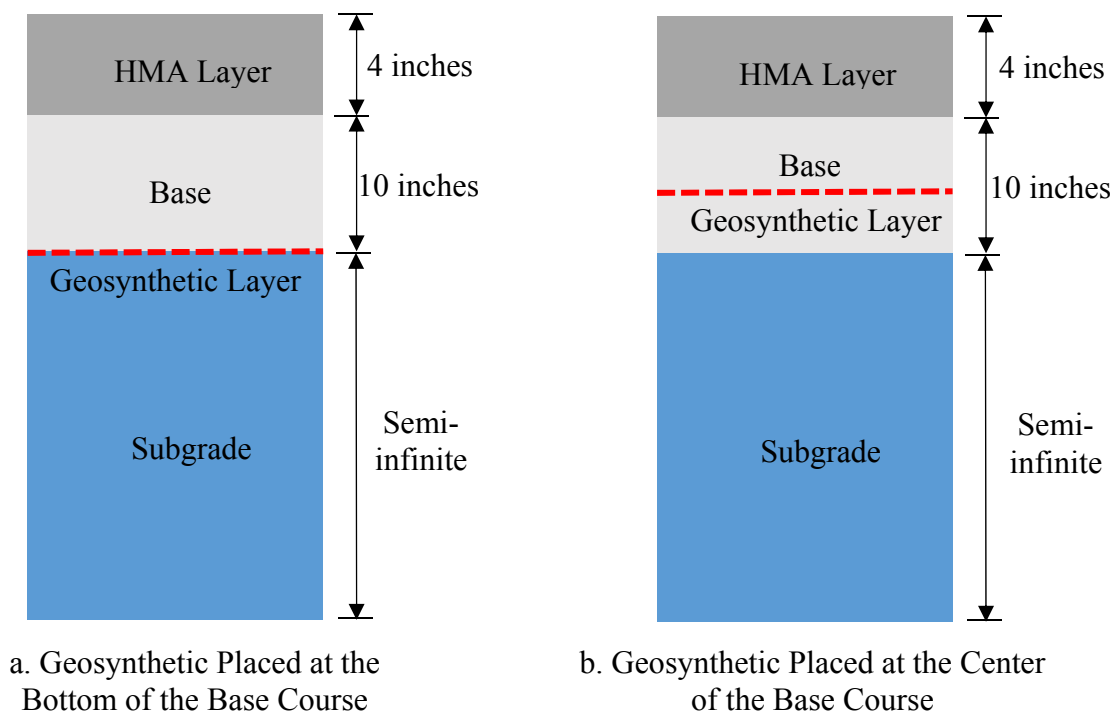 HMA Layer
4 inches
Base
10 inches
Geosynthetic Layer
Subgrade
Semi-
infinite
a. Geosynthetic Placed at the
Bottom of the Base Course
HMA Layer
4 inches
Base
10 inches
Geosynthetic Layer
Subgrade
Semi-
infinite
b. Geosynthetic Placed at the Center
of the Base Course